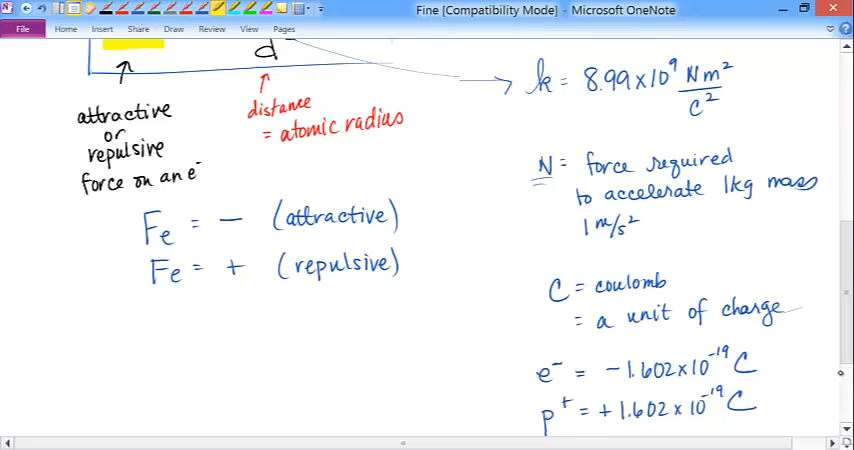 Fine [Compatibility Mode] - Microsoft OneNote
File Home Insert Share Draw Review View Pages
d
attractive
or
repulsive
force on an e⁻
distance
= atomic radius
Fe = − (attractive)
Fe = + (repulsive)
k = 8.99 x 10⁹ Nm²/C²
N = force required
to accelerate 1kg mass
1 m/s²
C = coulomb
= a unit of charge
e⁻ = −1.602 x 10⁻¹⁹ C
p⁺ = +1.602 x 10⁻¹⁹ C